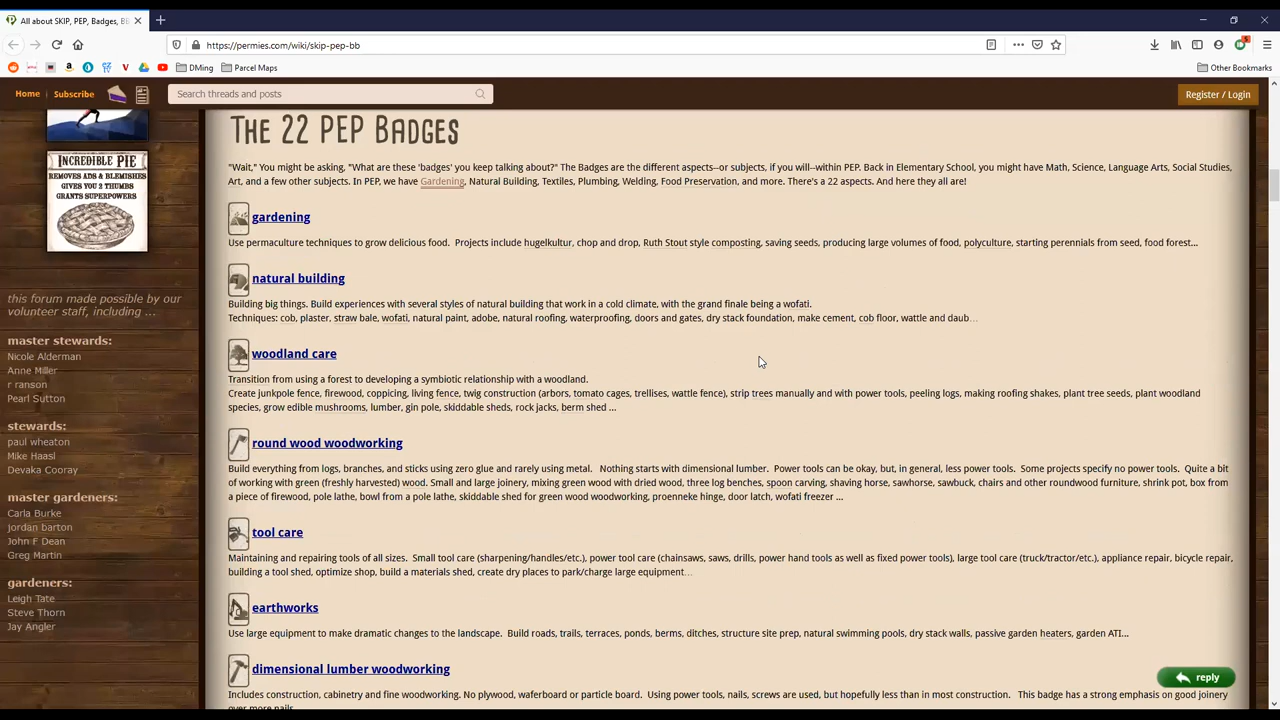 All about SKIP, PEP, Badges, BB
https://permies.com/wiki/skip-pep-bb
DMing
Parcel Maps
Other Bookmarks
Home
Subscribe
Search threads and posts
Register / Login
INCREDIBLE PIE
REMOVES ADS & BLEMISHES
GIVES YOU 2 THUMBS
GRANTS SUPERPOWERS
this forum made possible by our
volunteer staff, including ...
master stewards:
Nicole Alderman
Anne Miller
r ranson
Pearl Sutton
stewards:
paul wheaton
Mike Haasl
Devaka Cooray
master gardeners:
Carla Burke
jordan barton
John F Dean
Greg Martin
gardeners:
Leigh Tate
Steve Thorn
Jay Angler
The 22 PEP Badges
"Wait," You might be asking, "What are these 'badges' you keep talking about?" The Badges are the different aspects--or subjects, if you will--within PEP. Back in Elementary School, you might have Math, Science, Language Arts, Social Studies,
Art, and a few other subjects. In PEP, we have Gardening, Natural Building, Textiles, Plumbing, Welding, Food Preservation, and more. There's a 22 aspects. And here they all are!
gardening
Use permaculture techniques to grow delicious food. Projects include hugelkultur, chop and drop, Ruth Stout style composting, saving seeds, producing large volumes of food, polyculture, starting perennials from seed, food forest...
natural building
Building big things. Build experiences with several styles of natural building that work in a cold climate, with the grand finale being a wofati.
Techniques: cob, plaster, straw bale, wofati, natural paint, adobe, natural roofing, waterproofing, doors and gates, dry stack foundation, make cement, cob floor, wattle and daub...
woodland care
Transition from using a forest to developing a symbiotic relationship with a woodland.
Create junkpole fence, firewood, coppicing, living fence, twig construction (arbors, tomato cages, trellises, wattle fence), strip trees manually and with power tools, peeling logs, making roofing shakes, plant tree seeds, plant woodland
species, grow edible mushrooms, lumber, gin pole, skiddable sheds, rock jacks, berm shed ...
round wood woodworking
Build everything from logs, branches, and sticks using zero glue and rarely using metal. Nothing starts with dimensional lumber. Power tools can be okay, but, in general, less power tools. Some projects specify no power tools. Quite a bit
of working with green (freshly harvested) wood. Small and large joinery, mixing green wood with dried wood, three log benches, spoon carving, shaving horse, sawhorse, sawbuck, chairs and other roundwood furniture, shrink pot, box from
a piece of firewood, pole lathe, bowl from a pole lathe, skiddable shed for green wood woodworking, proenneke hinge, door latch, wofati freezer ...
tool care
Maintaining and repairing tools of all sizes. Small tool care (sharpening/handles/etc.), power tool care (chainsaws, saws, drills, power hand tools as well as fixed power tools), large tool care (truck/tractor/etc.), appliance repair, bicycle repair,
building a tool shed, optimize shop, build a materials shed, create dry places to park/charge large equipment...
earthworks
Use large equipment to make dramatic changes to the landscape. Build roads, trails, terraces, ponds, berms, ditches, structure site prep, natural swimming pools, dry stack walls, passive garden heaters, garden ATI...
dimensional lumber woodworking
Includes construction, cabinetry and fine woodworking. No plywood, waferboard or particle board. Using power tools, nails, screws are used, but hopefully less than in most construction. This badge has a strong emphasis on good joinery
over more nails.
reply